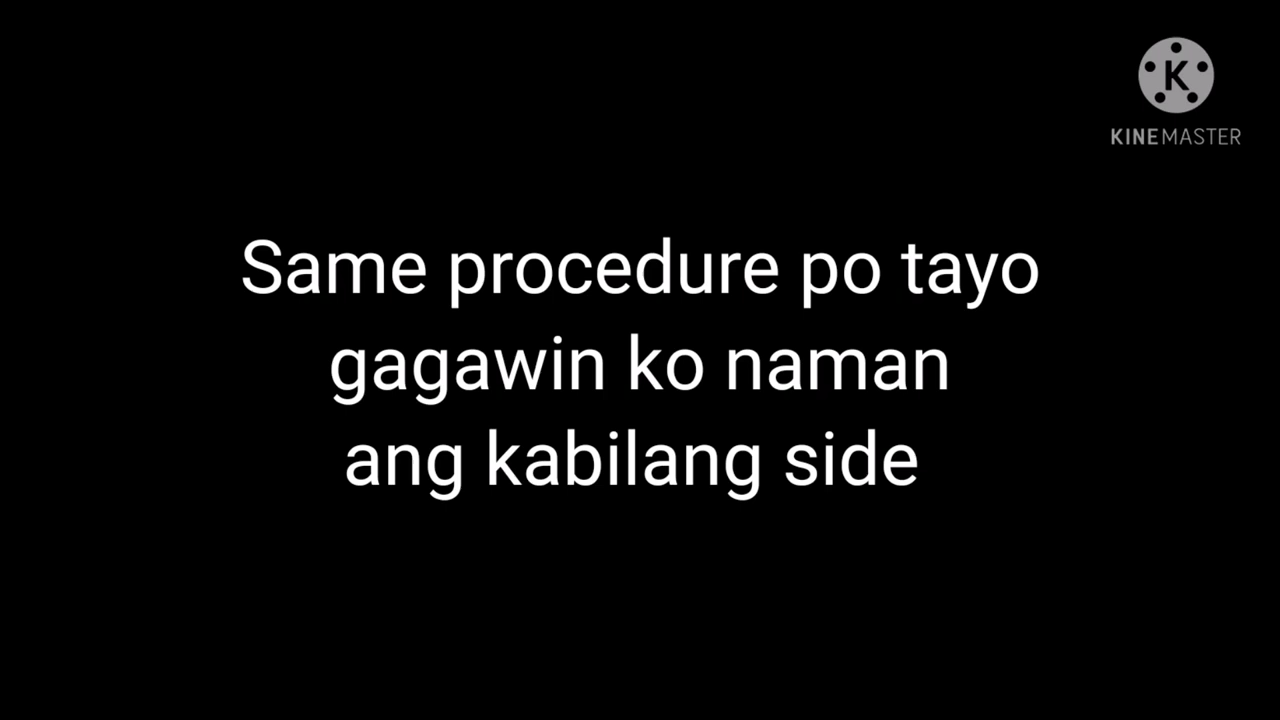 K
KINEMASTER
Same procedure po tayo
gagawin ko naman
ang kabilang side